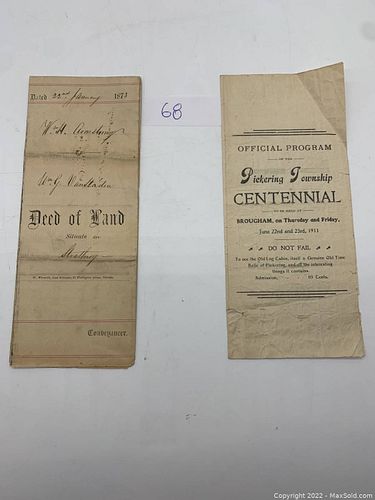 Dated 22nd January 1873
Wm H. Armstrong
to
Wm G. Vanstaden
Deed of Land
Situate in
Strathroy
Conveyancer.
68
OFFICIAL PROGRAM
OF THE
Pickering Township
CENTENNIAL
TO BE HELD AT
BROUGHAM, on Thursday and Friday,
June 22nd and 23rd, 1911
DO NOT FAIL
To see the Old Log Cabin, itself a Genuine Old Time
Relic of Pickering, and all the interesting
things it contains
Admission, 10 Cents.
Copyright 2022 - MaxSold.com